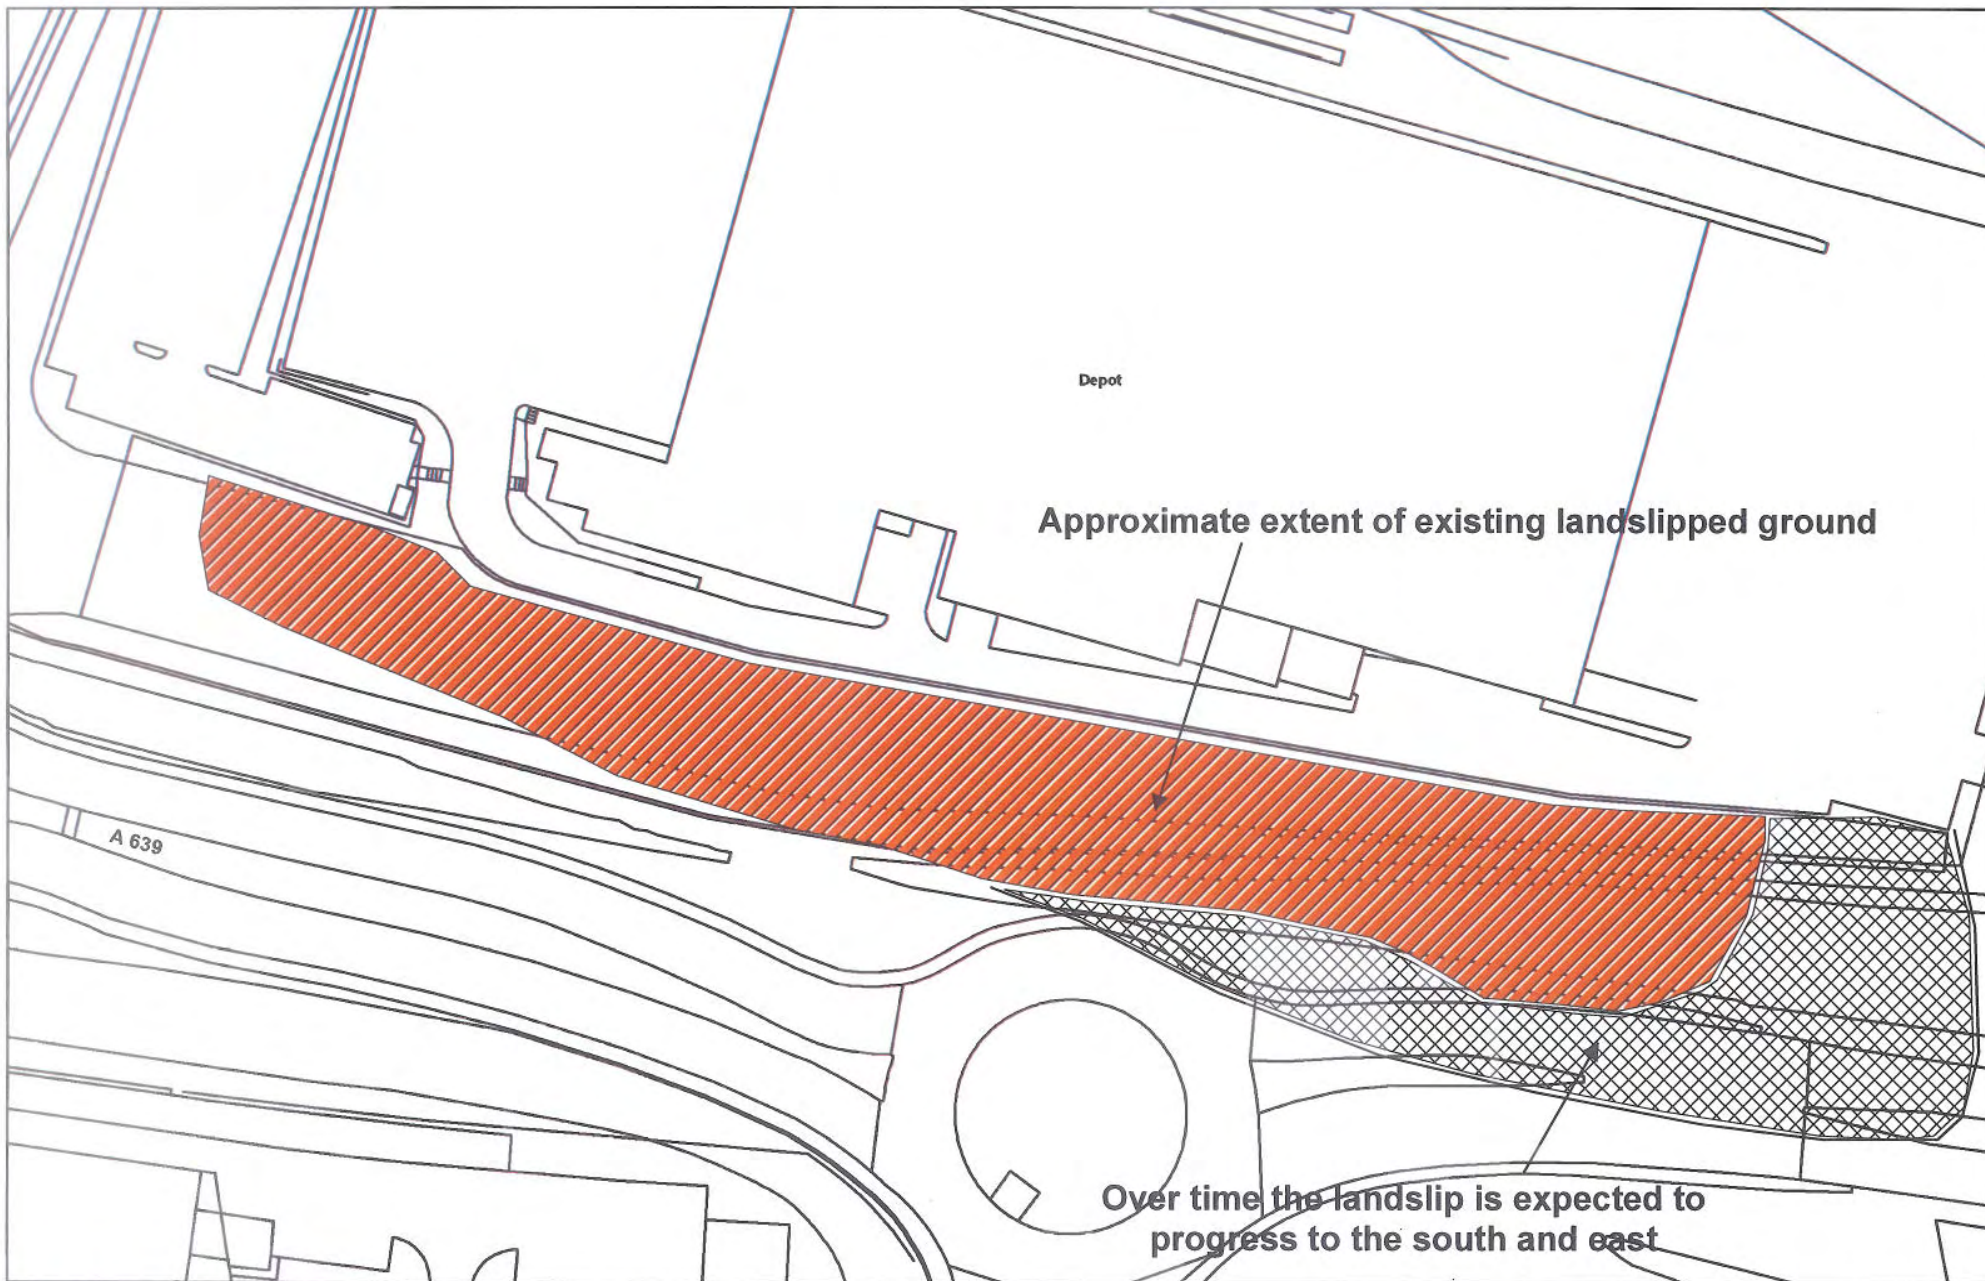 Depot
Approximate extent of existing landslipped ground
A 639
Over time the landslip is expected to
progress to the south and east